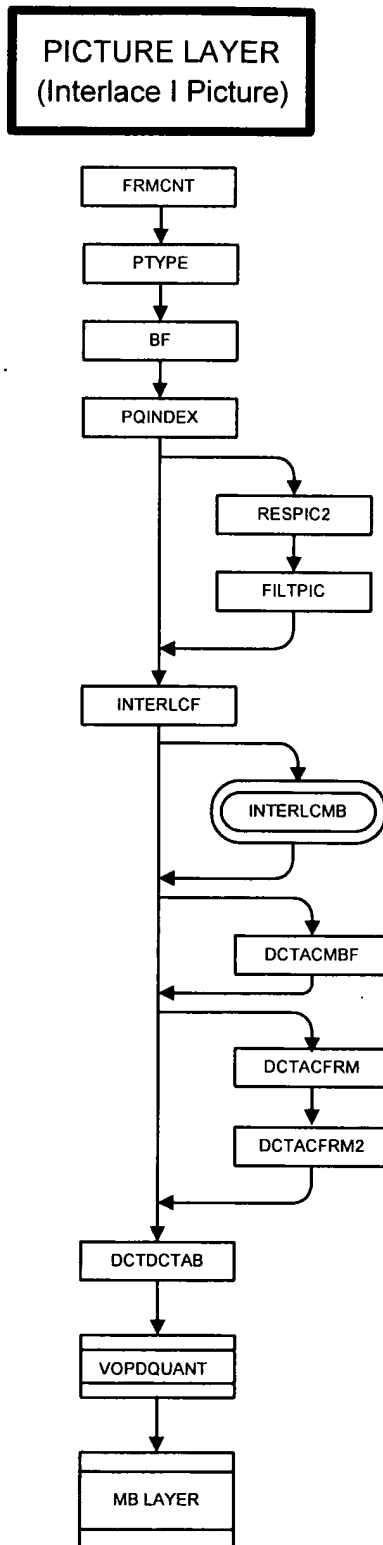 PICTURE LAYER
(Interlace I Picture)
FRMCNT
PTYPE
BF
PQINDEX
RESPIC2
FILTPIC
INTERLCF
INTERLCMB
DCTACMBF
DCTACFRM
DCTACFRM2
DCTDCTAB
VOPDQUANT
MB LAYER